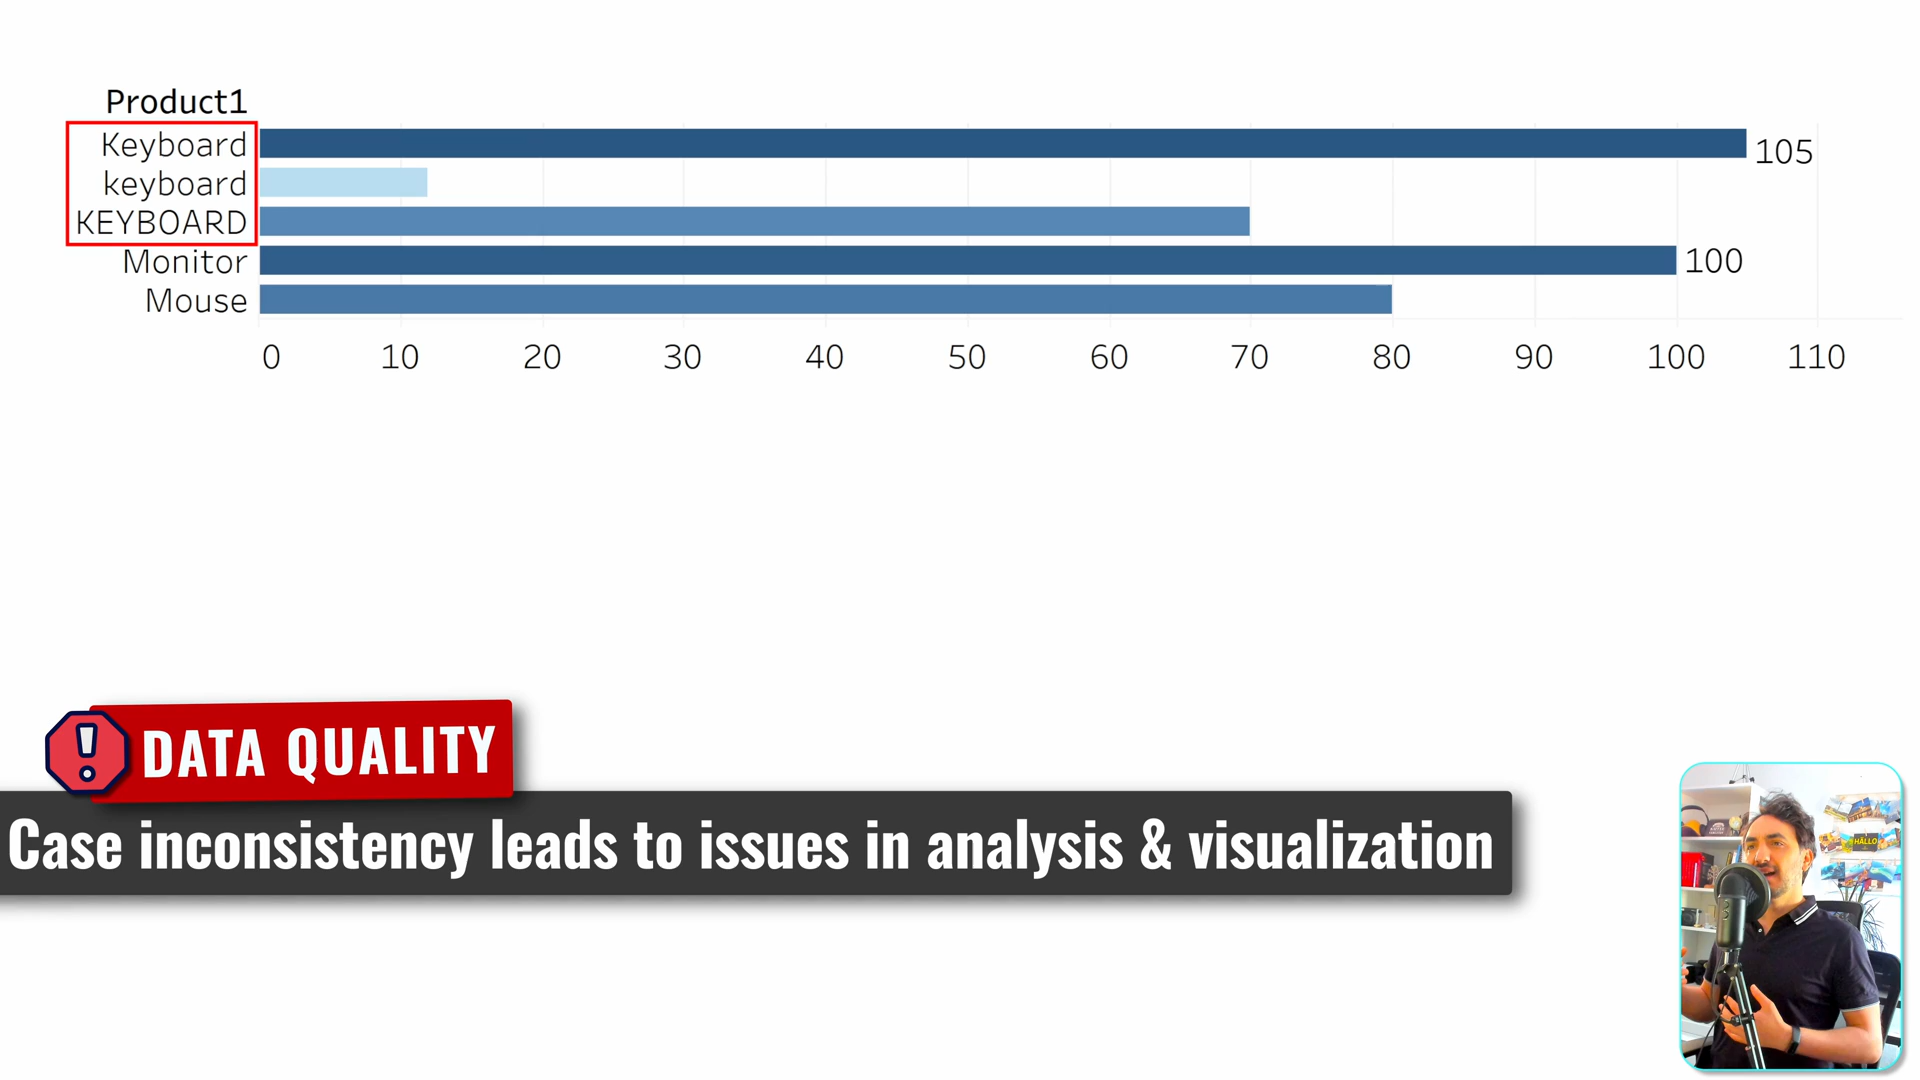 Product1
Keyboard 105
keyboard
KEYBOARD
Monitor 100
Mouse
0 10 20 30 40 50 60 70 80 90 100 110
! DATA QUALITY
Case inconsistency leads to issues in analysis & visualization
HALLO